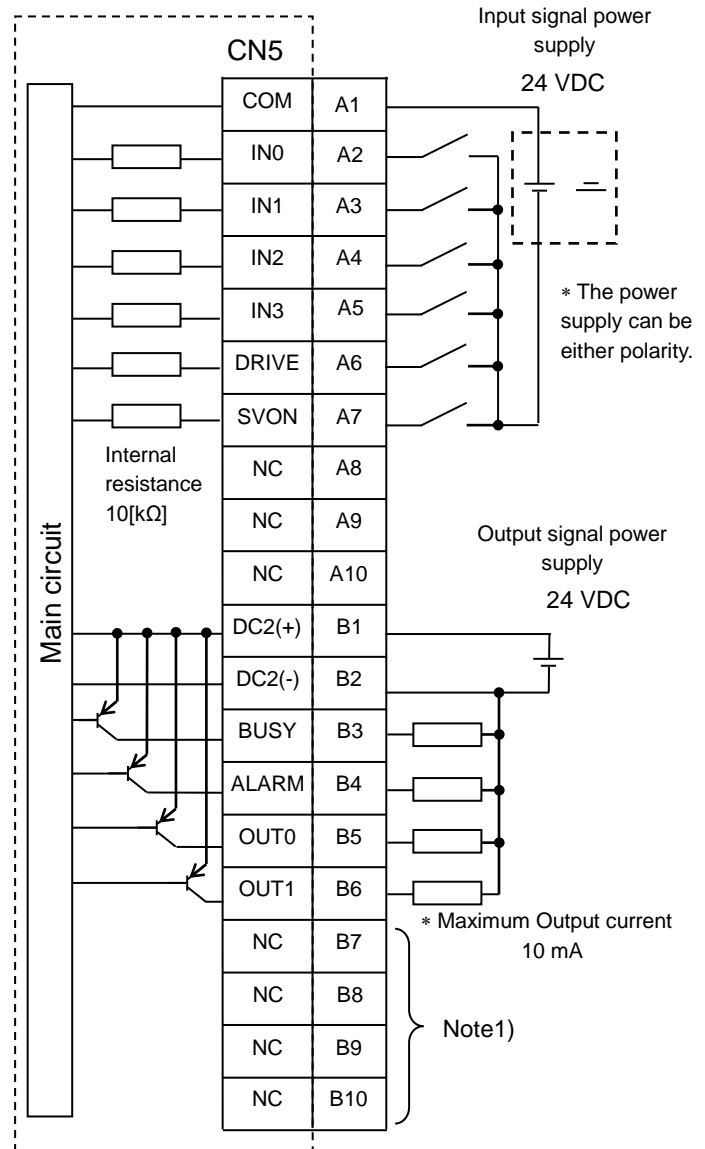 Input signal power
supply
24 VDC
CN5
COM A1
IN0 A2
IN1 A3
IN2 A4
IN3 A5
DRIVE A6
SVON A7
NC A8
NC A9
NC A10
DC2(+) B1
DC2(-) B2
BUSY B3
ALARM B4
OUT0 B5
OUT1 B6
NC B7
NC B8
NC B9
NC B10
Main circuit
Internal
resistance
10[kΩ]
∗ The power
supply can be
either polarity.
Output signal power
supply
24 VDC
∗ Maximum Output current
10 mA
Note1)